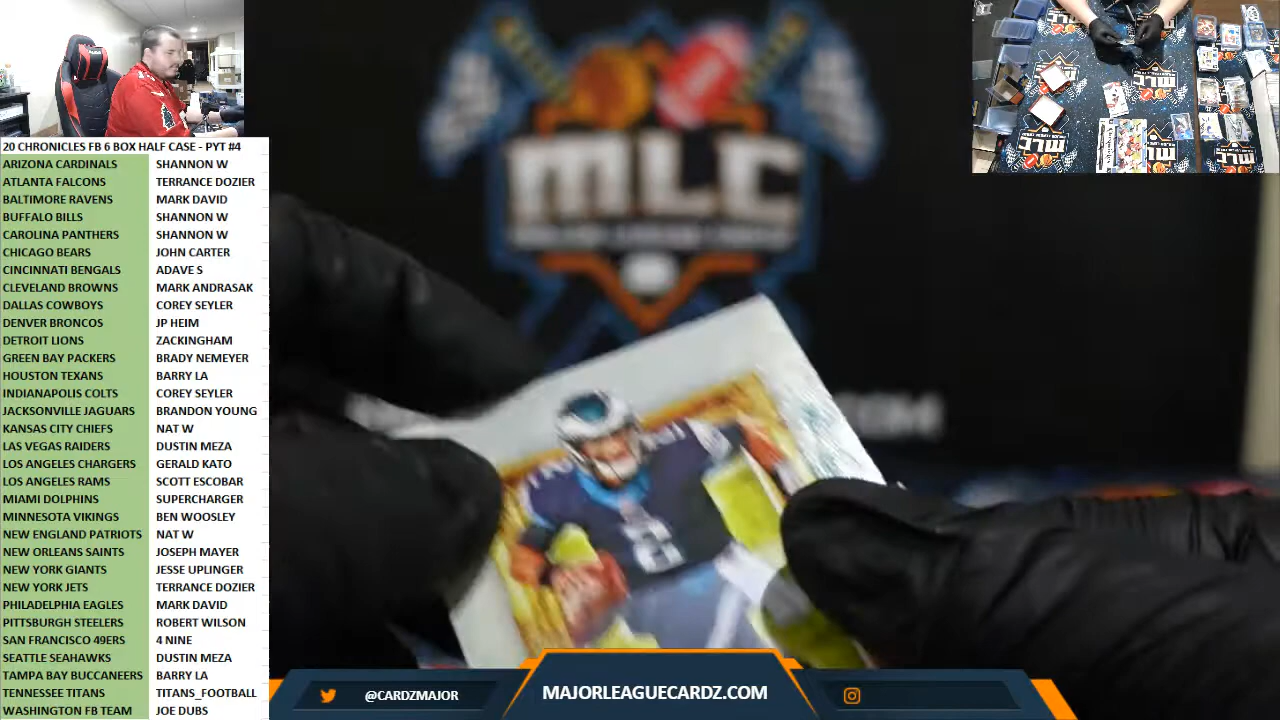 20 CHRONICLES FB 6 BOX HALF CASE - PYT #4
ARIZONA CARDINALS SHANNON W
ATLANTA FALCONS TERRANCE DOZIER
BALTIMORE RAVENS MARK DAVID
BUFFALO BILLS SHANNON W
CAROLINA PANTHERS SHANNON W
CHICAGO BEARS JOHN CARTER
CINCINNATI BENGALS ADAVE S
CLEVELAND BROWNS MARK ANDRASAK
DALLAS COWBOYS COREY SEYLER
DENVER BRONCOS JP HEIM
DETROIT LIONS ZACKINGHAM
GREEN BAY PACKERS BRADY NEMEYER
HOUSTON TEXANS BARRY LA
INDIANAPOLIS COLTS COREY SEYLER
JACKSONVILLE JAGUARS BRANDON YOUNG
KANSAS CITY CHIEFS NAT W
LAS VEGAS RAIDERS DUSTIN MEZA
LOS ANGELES CHARGERS GERALD KATO
LOS ANGELES RAMS SCOTT ESCOBAR
MIAMI DOLPHINS SUPERCHARGER
MINNESOTA VIKINGS BEN WOOSLEY
NEW ENGLAND PATRIOTS NAT W
NEW ORLEANS SAINTS JOSEPH MAYER
NEW YORK GIANTS JESSE UPLINGER
NEW YORK JETS TERRANCE DOZIER
PHILADELPHIA EAGLES MARK DAVID
PITTSBURGH STEELERS ROBERT WILSON
SAN FRANCISCO 49ERS 4 NINE
SEATTLE SEAHAWKS DUSTIN MEZA
TAMPA BAY BUCCANEERS BARRY LA
TENNESSEE TITANS TITANS_FOOTBALL
WASHINGTON FB TEAM JOE DUBS
MLC
MLC
MLC
@CARDZMAJOR
MAJORLEAGUECARDZ.COM